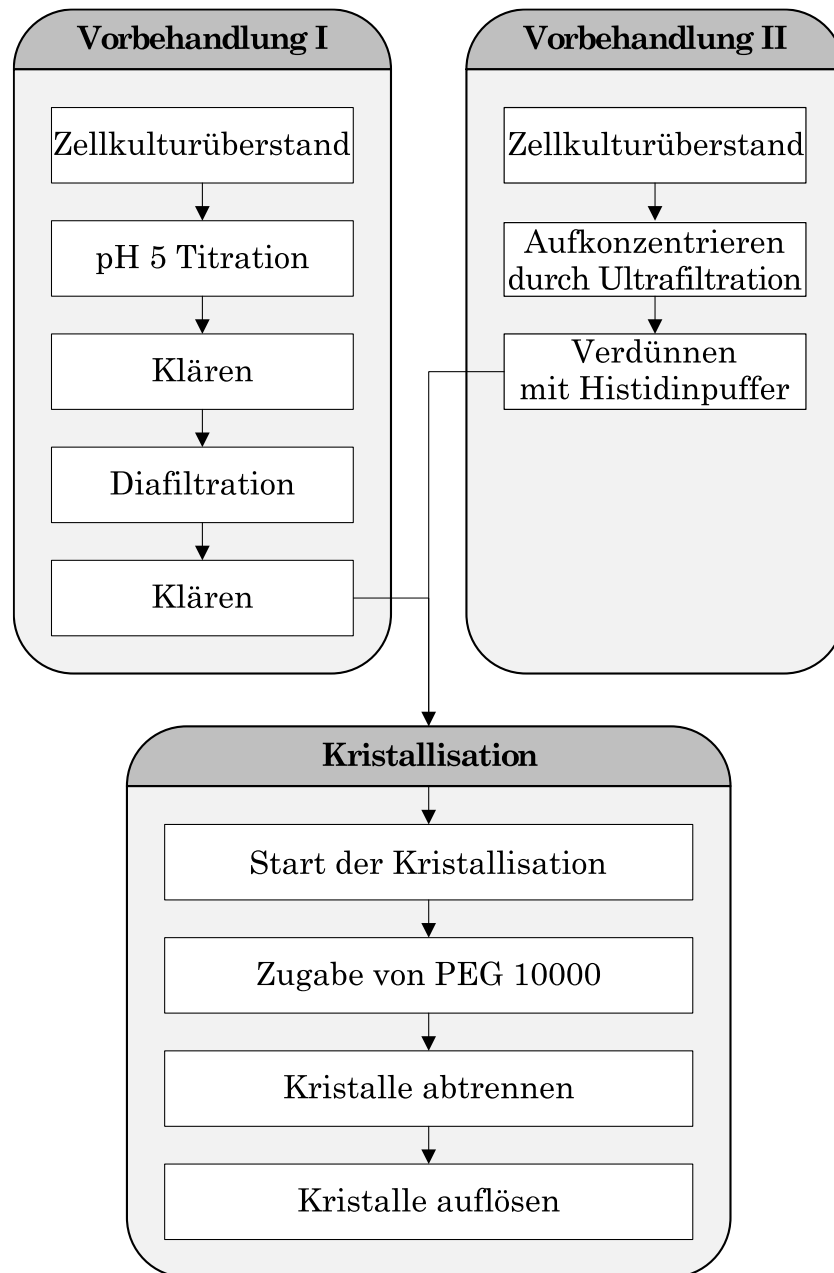 Vorbehandlung I
Zellkulturüberstand
pH 5 Titration
Klären
Diafiltration
Klären
Vorbehandlung II
Zellkulturüberstand
Aufkonzentrieren
durch Ultrafiltration
Verdünnen
mit Histidinpuffer
Kristallisation
Start der Kristallisation
Zugabe von PEG 10000
Kristalle abtrennen
Kristalle auflösen